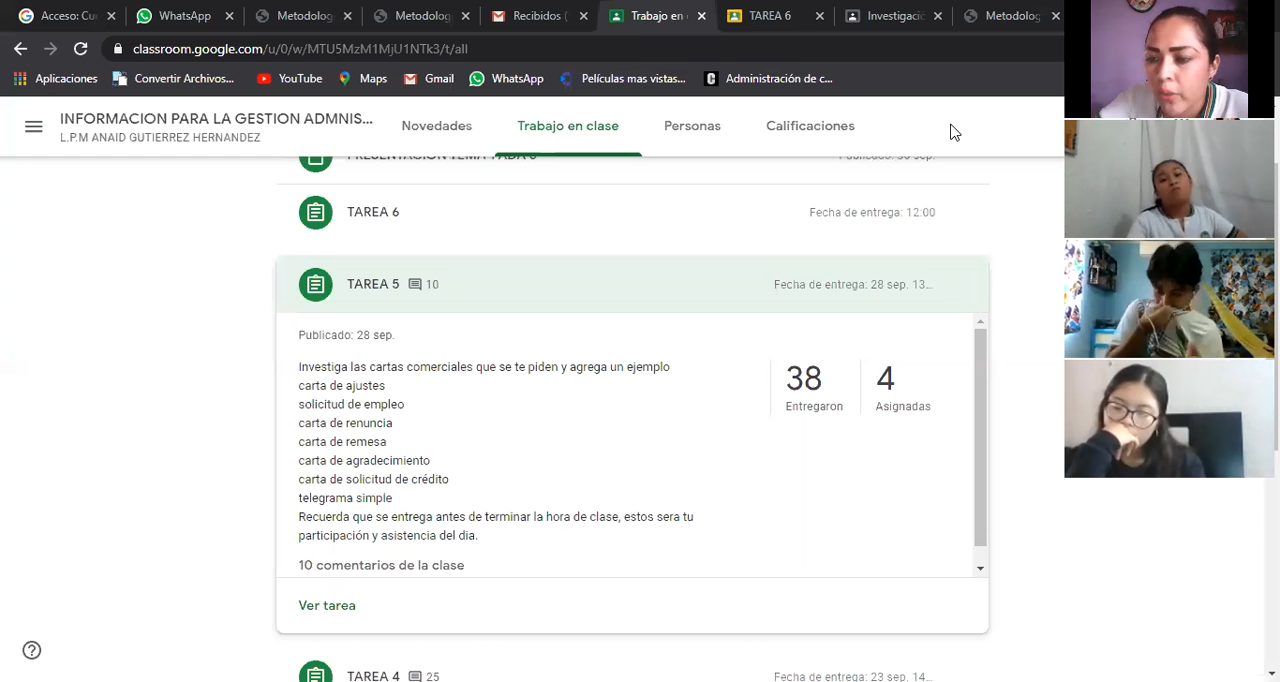 Acceso: Cu
WhatsApp
Metodolog
Metodolog
Recibidos (
Trabajo en
TAREA 6
Investigaci
Metodolog
classroom.google.com/u/0/w/MTU5MzM1MjU1NTk3/t/all
Aplicaciones
Convertir Archivos...
YouTube
Maps
Gmail
WhatsApp
Películas mas vistas...
Administración de c...
INFORMACION PARA LA GESTION ADMNIS...
L.P.M ANAID GUTIERREZ HERNANDEZ
Novedades
Trabajo en clase
Personas
Calificaciones
TAREA 6
Fecha de entrega: 12:00
TAREA 5
10
Fecha de entrega: 28 sep. 13...
Publicado: 28 sep.
Investiga las cartas comerciales que se te piden y agrega un ejemplo
carta de ajustes
solicitud de empleo
carta de renuncia
carta de remesa
carta de agradecimiento
carta de solicitud de crédito
telegrama simple
Recuerda que se entrega antes de terminar la hora de clase, estos sera tu
participación y asistencia del dia.
38
Entregaron
4
Asignadas
10 comentarios de la clase
Ver tarea
TAREA 4
25
Fecha de entrega: 23 sep. 14...